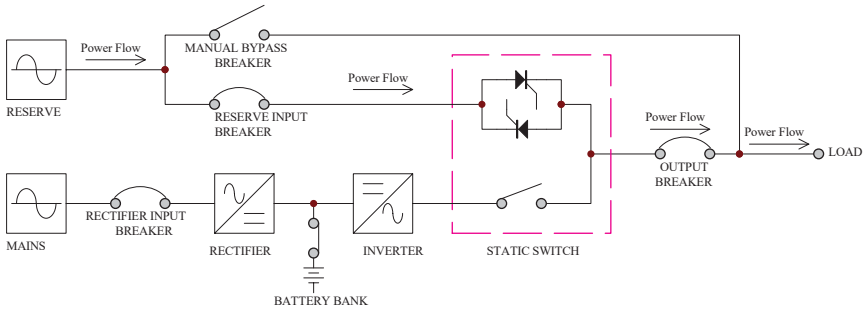 Power Flow
MANUAL BYPASS
BREAKER
RESERVE
Power Flow
RESERVE INPUT
BREAKER
Power Flow
OUTPUT
BREAKER
Power Flow
LOAD
MAINS
RECTIFIER INPUT
BREAKER
RECTIFIER
INVERTER
STATIC SWITCH
BATTERY BANK